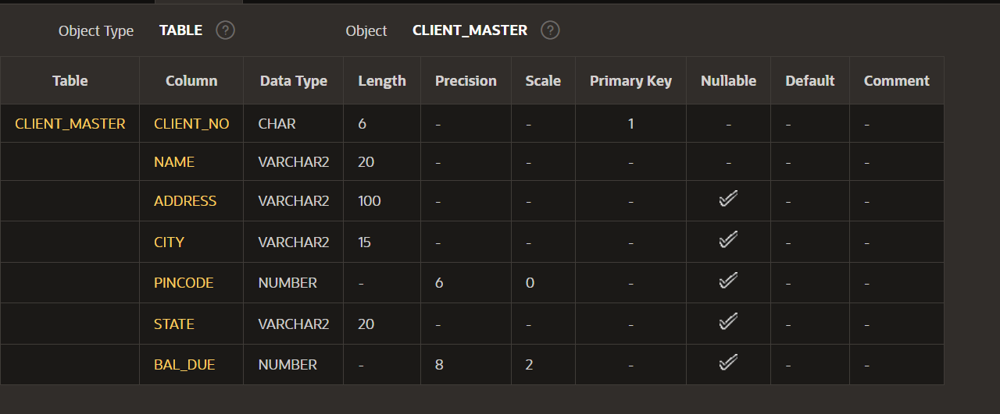 Object Type TABLE ? Object CLIENT_MASTER ?
Table Column Data Type Length Precision Scale Primary Key Nullable Default Comment
CLIENT_MASTER CLIENT_NO CHAR 6 - - 1 - - -
NAME VARCHAR2 20 - - - - - -
ADDRESS VARCHAR2 100 - - - ✓ - -
CITY VARCHAR2 15 - - - ✓ - -
PINCODE NUMBER - 6 0 - ✓ - -
STATE VARCHAR2 20 - - - ✓ - -
BAL_DUE NUMBER - 8 2 - ✓ - -